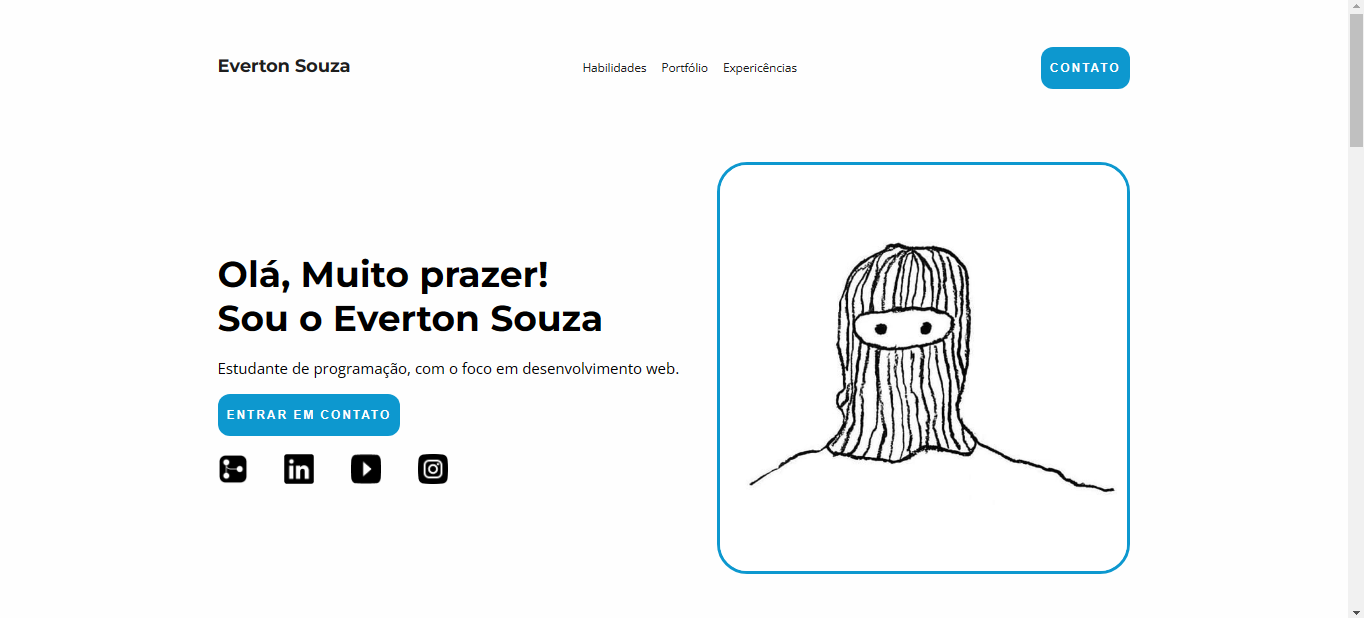 Everton Souza
Habilidades Portfólio Expericências
CONTATO
Olá, Muito prazer!
Sou o Everton Souza
Estudante de programação, com o foco em desenvolvimento web.
ENTRAR EM CONTATO
in